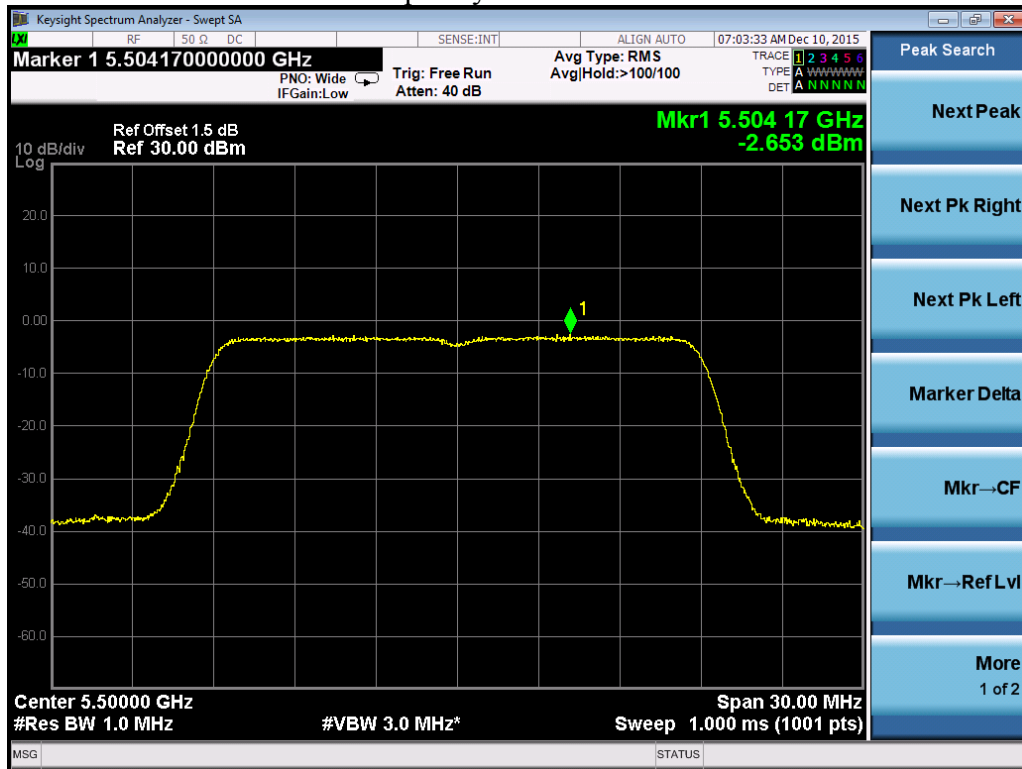 Keysight Spectrum Analyzer - Swept SA
LXI RF 50 Ω DC SENSE:INT ALIGN AUTO 07:03:33 AM Dec 10, 2015
Marker 1 5.504170000000 GHz
PNO: Wide
IFGain:Low
Trig: Free Run
Atten: 40 dB
Avg Type: RMS
Avg|Hold:>100/100
TRACE 1 2 3 4 5 6
TYPE A WWWWW
DET A N N N N N
Mkr1 5.504 17 GHz
-2.653 dBm
Ref Offset 1.5 dB
10 dB/div Ref 30.00 dBm
Log
20.0
10.0
0.00
-10.0
-20.0
-30.0
-40.0
-50.0
-60.0
1
Center 5.50000 GHz Span 30.00 MHz
#Res BW 1.0 MHz #VBW 3.0 MHz* Sweep 1.000 ms (1001 pts)
MSG STATUS
Peak Search
Next Peak
Next Pk Right
Next Pk Left
Marker Delta
Mkr→CF
Mkr→Ref Lvl
More
1 of 2